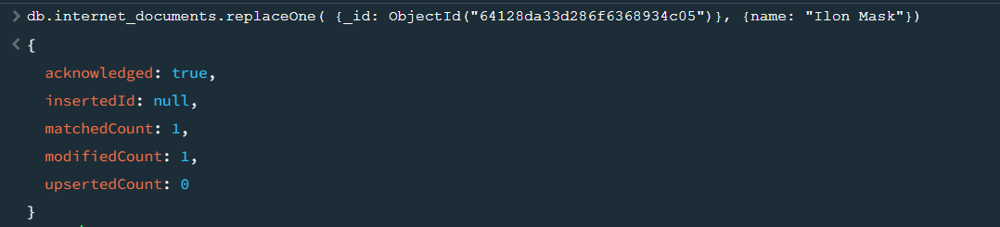 > db.internet_documents.replaceOne( {_id: ObjectId("64128da33d286f6368934c05")}, {name: "Ilon Mask"})
< {
acknowledged: true,
insertedId: null,
matchedCount: 1,
modifiedCount: 1,
upsertedCount: 0
}